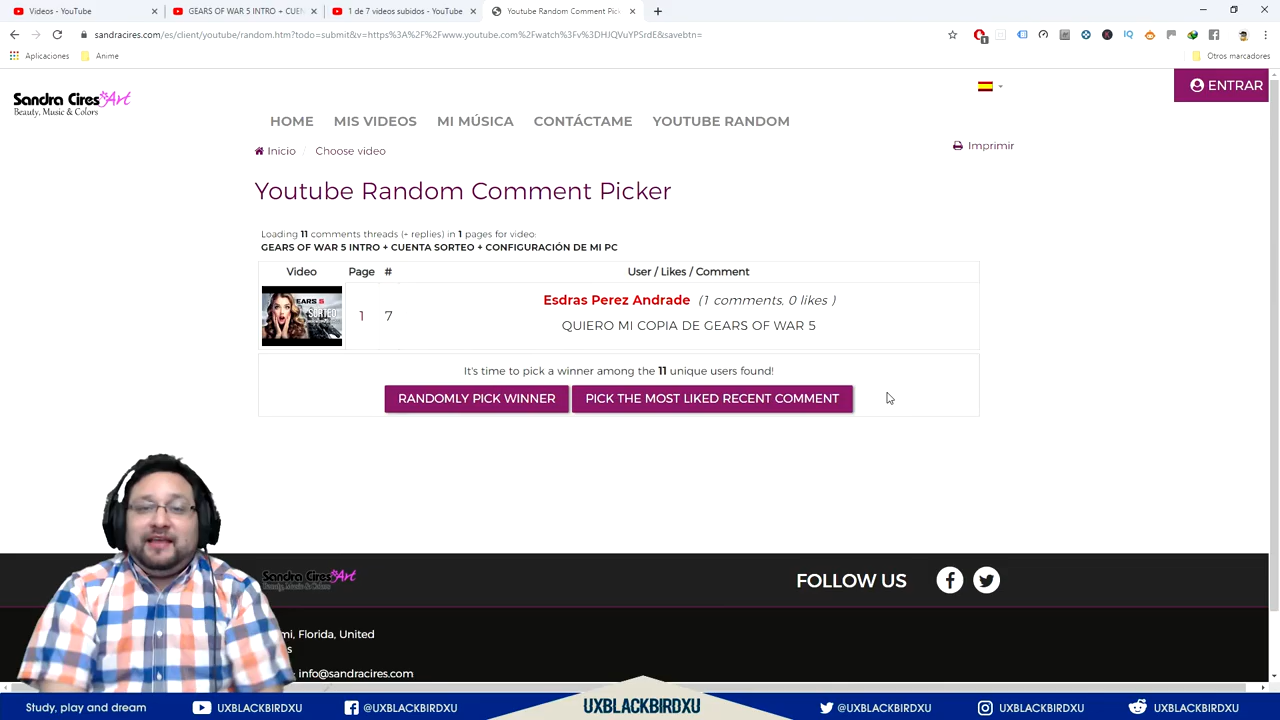 Videos - YouTube
GEARS OF WAR 5 INTRO + CUEN
1 de 7 videos subidos - YouTube
Youtube Random Comment Pick
sandracires.com/es/client/youtube/random.htm?todo=submit&v=https%3A%2F%2Fwww.youtube.com%2Fwatch%3Fv%3DHJQVuYPSrdE&savebtn=
Aplicaciones
Anime
Otros marcadores
Sandra Cires Art
Beauty, Music & Colors
ENTRAR
HOME
MIS VIDEOS
MI MÚSICA
CONTÁCTAME
YOUTUBE RANDOM
Inicio / Choose video
Imprimir
Youtube Random Comment Picker
Loading 11 comments threads (+ replies) in 1 pages for video:
GEARS OF WAR 5 INTRO + CUENTA SORTEO + CONFIGURACIÓN DE MI PC
Video Page # User / Likes / Comment
EARS 5
SORTEO
1 7
Esdras Perez Andrade (1 comments, 0 likes )
QUIERO MI COPIA DE GEARS OF WAR 5
It's time to pick a winner among the 11 unique users found!
RANDOMLY PICK WINNER
PICK THE MOST LIKED RECENT COMMENT
Sandra Cires Art
Beauty, Music & Colors
FOLLOW US
mi, Florida, United
s
info@sandracires.com
Study, play and dream
UXBLACKBIRDXU
@UXBLACKBIRDXU
UXBLACKBIRDXU
@UXBLACKBIRDXU
UXBLACKBIRDXU
UXBLACKBIRDXU